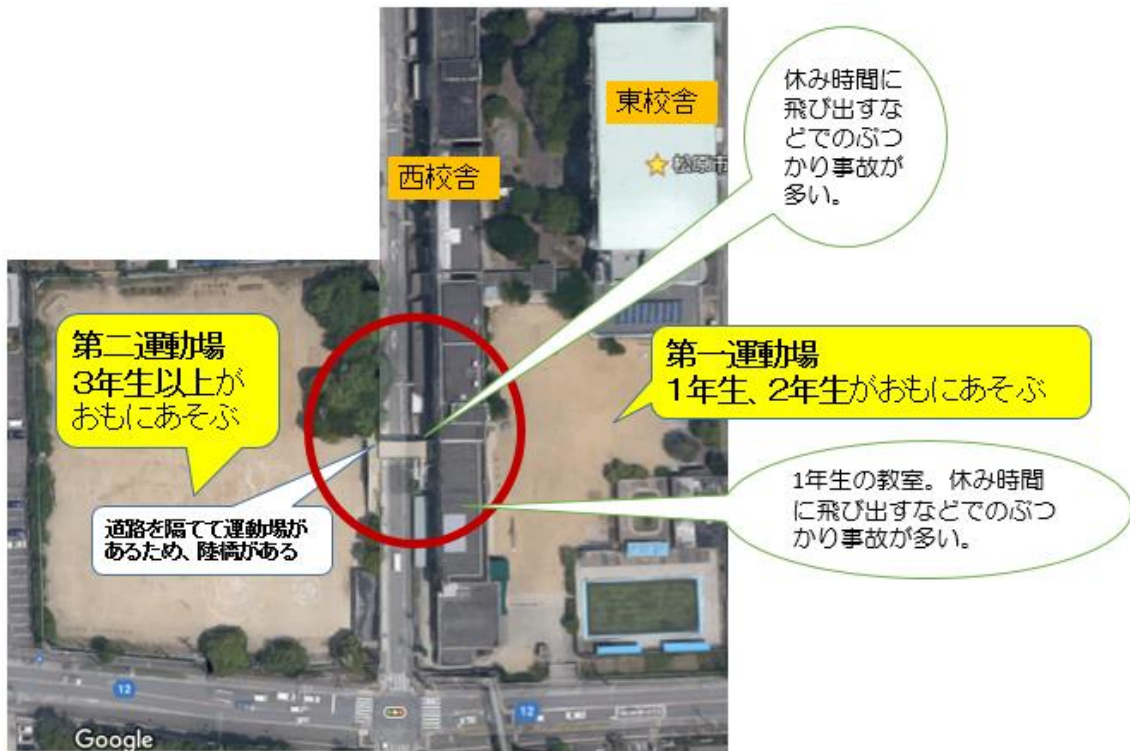 東校舎
松原市
西校舎
休み時間に
飛び出すな
どでのぶつ
かり事故が
多い。
第二運動場
3年生以上が
おもにあそぶ
第一運動場
1年生、2年生がおもにあそぶ
道路を隔てて運動場が
あるため、陸橋がある
1年生の教室。休み時間
に飛び出すなどでのぶつ
かり事故が多い。
12
12
Google